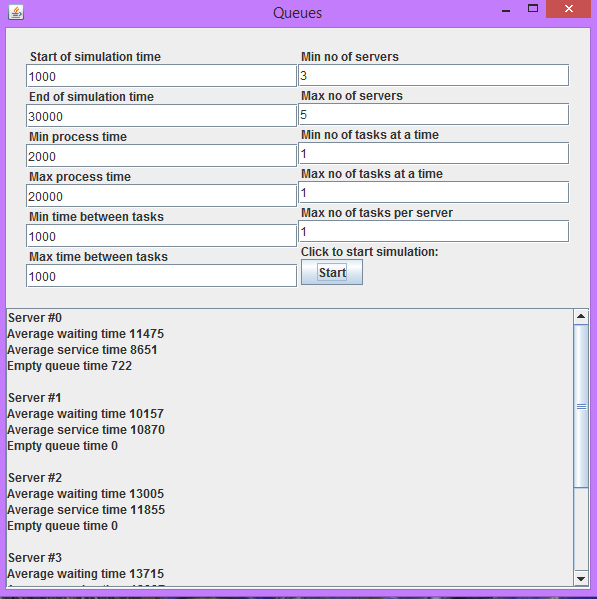 Queues
Start of simulation time
1000
End of simulation time
30000
Min process time
2000
Max process time
20000
Min time between tasks
1000
Max time between tasks
1000
Min no of servers
3
Max no of servers
5
Min no of tasks at a time
1
Max no of tasks at a time
1
Max no of tasks per server
1
Click to start simulation:
Start
Server #0
Average waiting time 11475
Average service time 8651
Empty queue time 722
Server #1
Average waiting time 10157
Average service time 10870
Empty queue time 0
Server #2
Average waiting time 13005
Average service time 11855
Empty queue time 0
Server #3
Average waiting time 13715